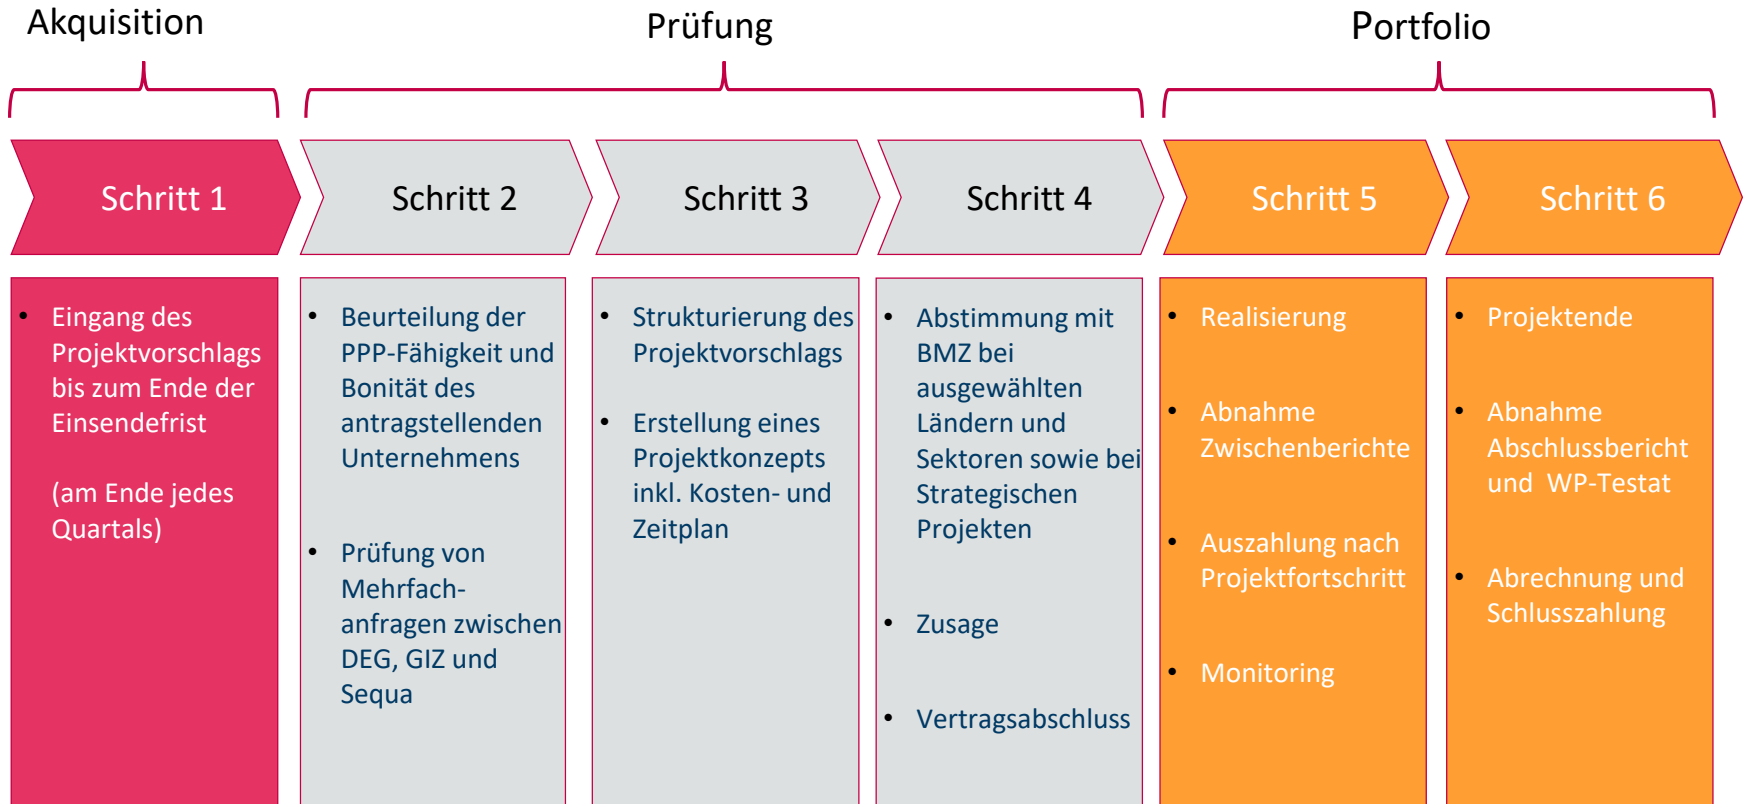 Akquisition
Prüfung
Portfolio
Schritt 1
Schritt 2
Schritt 3
Schritt 4
Schritt 5
Schritt 6
• Eingang des
Projektvorschlags
bis zum Ende der
Einsendefrist
(am Ende jedes
Quartals)
• Beurteilung der
PPP-Fähigkeit und
Bonität des
antragstellenden
Unternehmens
• Prüfung von
Mehrfach-
anfragen zwischen
DEG, GIZ und
Sequa
• Strukturierung des
Projektvorschlags
• Erstellung eines
Projektkonzepts
inkl. Kosten- und
Zeitplan
• Abstimmung mit
BMZ bei
ausgewählten
Ländern und
Sektoren sowie bei
Strategischen
Projekten
• Zusage
• Vertragsabschluss
• Realisierung
• Abnahme
Zwischenberichte
• Auszahlung nach
Projektfortschritt
• Monitoring
• Projektende
• Abnahme
Abschlussbericht
und WP-Testat
• Abrechnung und
Schlusszahlung